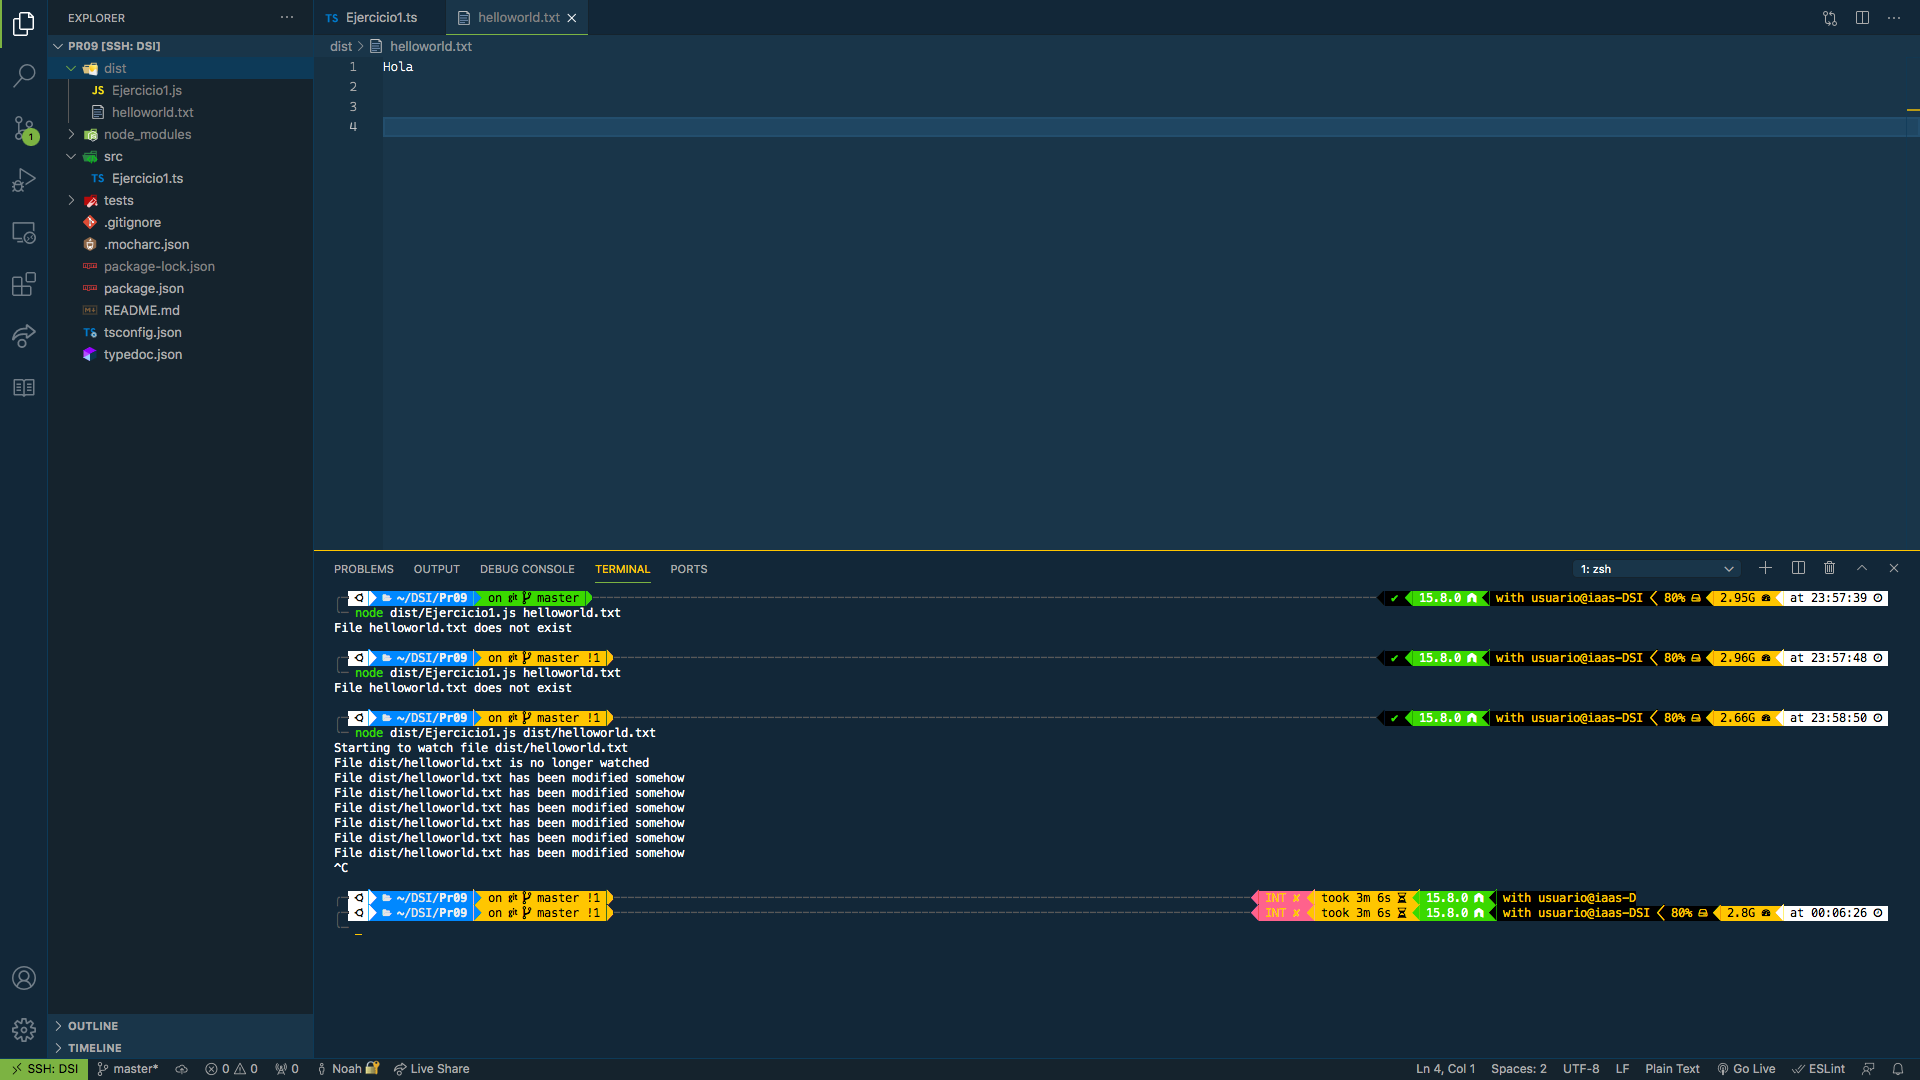 EXPLORER
PR09 [SSH: DSI]
dist
JS Ejercicio1.js
helloworld.txt
node_modules
src
TS Ejercicio1.ts
tests
.gitignore
.mocharc.json
package-lock.json
package.json
README.md
TS tsconfig.json
typedoc.json
OUTLINE
TIMELINE
1
TS Ejercicio1.ts
helloworld.txt
dist > helloworld.txt
1 Hola
2
3
4
PROBLEMS OUTPUT DEBUG CONSOLE TERMINAL PORTS
1: zsh
~/DSI/Pr09 on git master ✔ 15.8.0 with usuario@iaas-DSI 80% 2.95G at 23:57:39
node dist/Ejercicio1.js helloworld.txt
File helloworld.txt does not exist
~/DSI/Pr09 on git master !1 ✔ 15.8.0 with usuario@iaas-DSI 80% 2.96G at 23:57:48
node dist/Ejercicio1.js helloworld.txt
File helloworld.txt does not exist
~/DSI/Pr09 on git master !1 ✔ 15.8.0 with usuario@iaas-DSI 80% 2.66G at 23:58:50
node dist/Ejercicio1.js dist/helloworld.txt
Starting to watch file dist/helloworld.txt
File dist/helloworld.txt is no longer watched
File dist/helloworld.txt has been modified somehow
File dist/helloworld.txt has been modified somehow
File dist/helloworld.txt has been modified somehow
File dist/helloworld.txt has been modified somehow
File dist/helloworld.txt has been modified somehow
File dist/helloworld.txt has been modified somehow
^C
~/DSI/Pr09 on git master !1 INT ✘ took 3m 6s 15.8.0 with usuario@iaas-D
~/DSI/Pr09 on git master !1 INT ✘ took 3m 6s 15.8.0 with usuario@iaas-DSI 80% 2.8G at 00:06:26
SSH: DSI master* 0 0 0 Noah Live Share Ln 4, Col 1 Spaces: 2 UTF-8 LF Plain Text Go Live ESLint